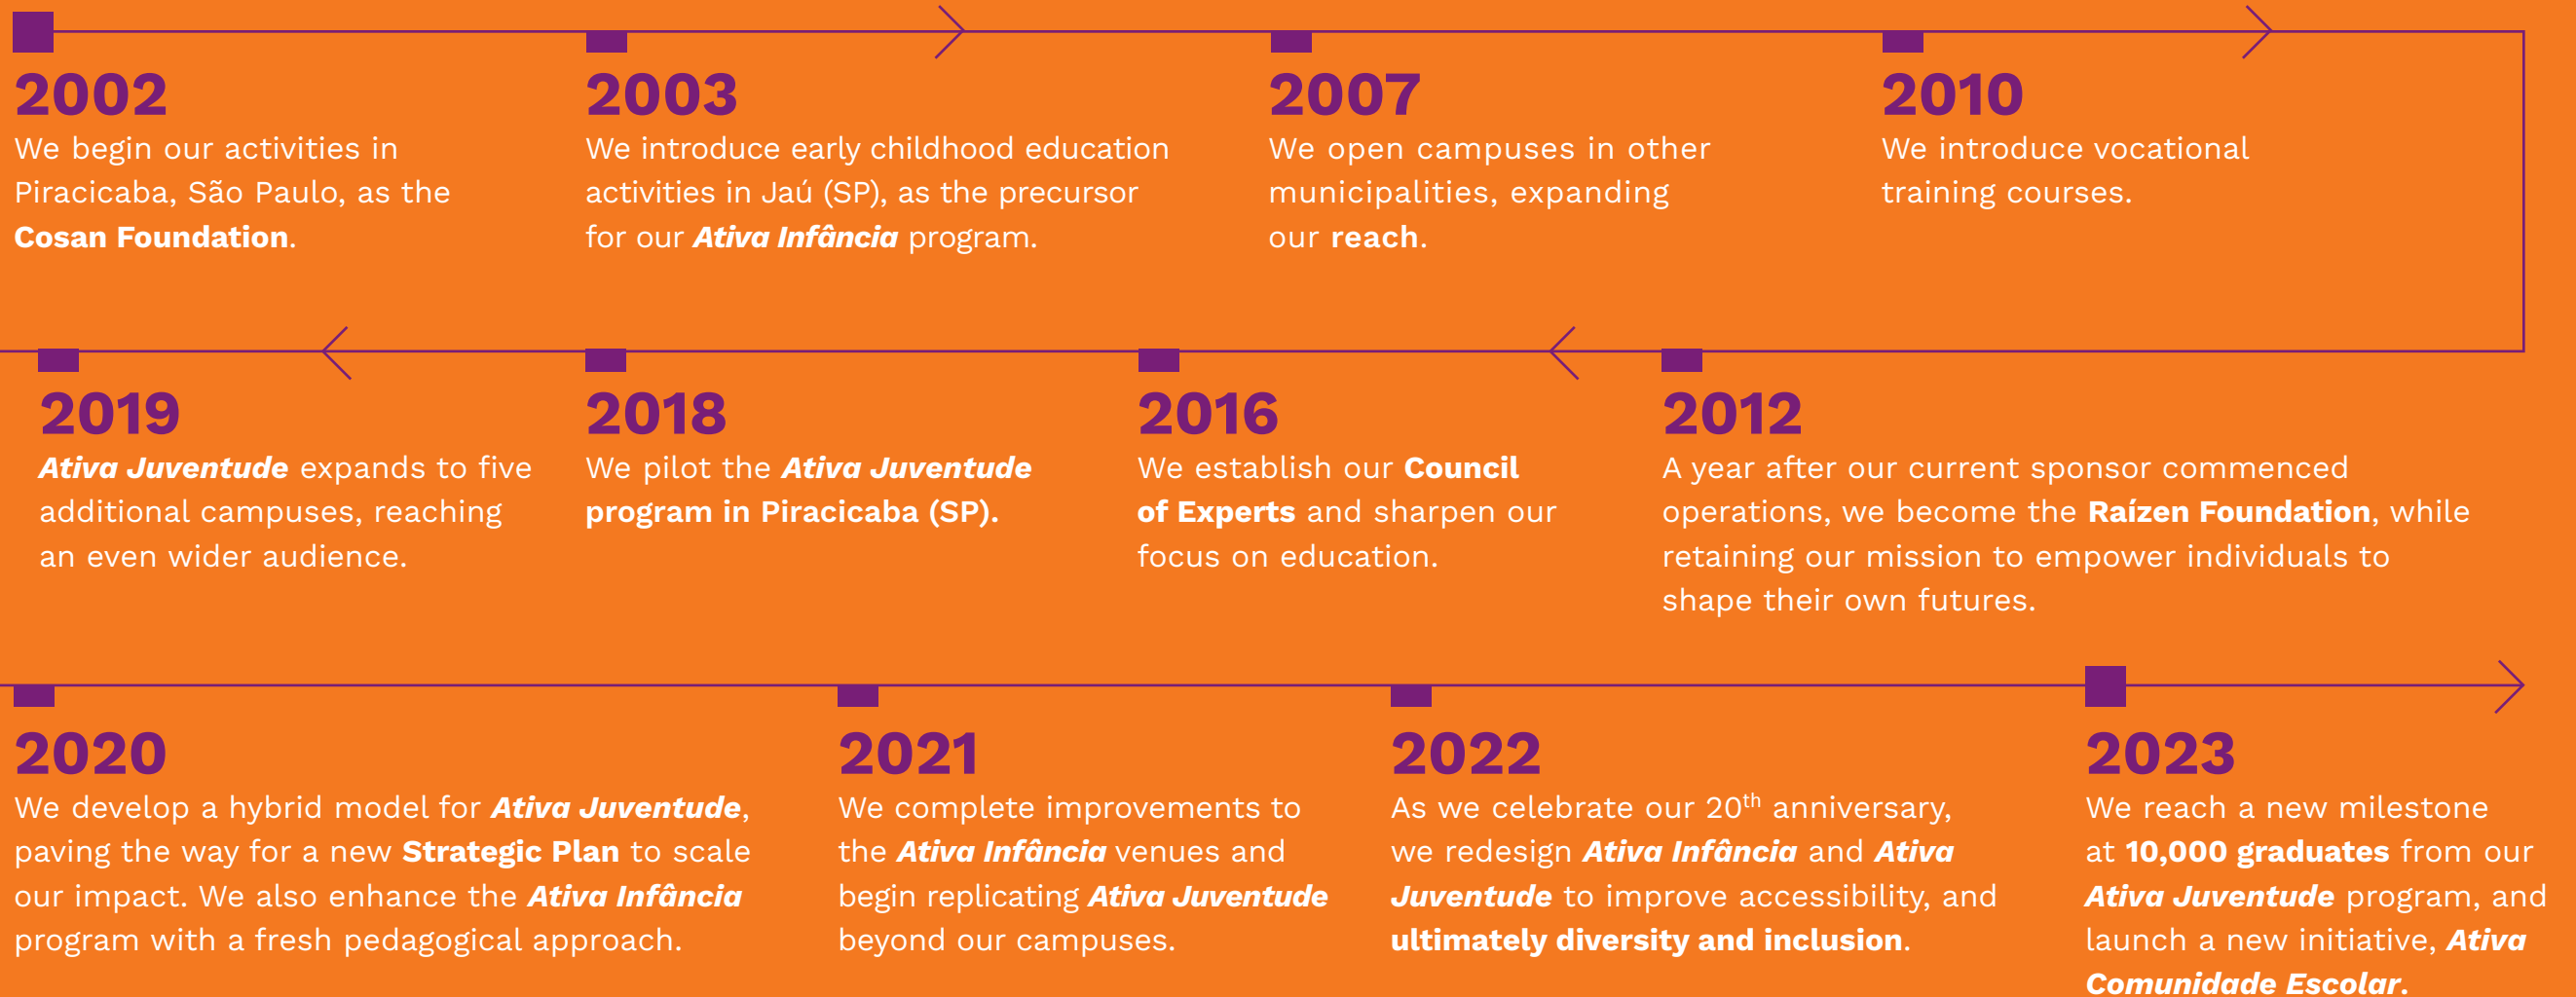 2002
We begin our activities in
Piracicaba, São Paulo, as the
Cosan Foundation.
2003
We introduce early childhood education
activities in Jaú (SP), as the precursor
for our Ativa Infância program.
2007
We open campuses in other
municipalities, expanding
our reach.
2010
We introduce vocational
training courses.
2012
A year after our current sponsor commenced
operations, we become the Raízen Foundation, while
retaining our mission to empower individuals to
shape their own futures.
2016
We establish our Council
of Experts and sharpen our
focus on education.
2018
We pilot the Ativa Juventude
program in Piracicaba (SP).
2019
Ativa Juventude expands to five
additional campuses, reaching
an even wider audience.
2020
We develop a hybrid model for Ativa Juventude,
paving the way for a new Strategic Plan to scale
our impact. We also enhance the Ativa Infância
program with a fresh pedagogical approach.
2021
We complete improvements to
the Ativa Infância venues and
begin replicating Ativa Juventude
beyond our campuses.
2022
As we celebrate our 20th anniversary,
we redesign Ativa Infância and Ativa
Juventude to improve accessibility, and
ultimately diversity and inclusion.
2023
We reach a new milestone
at 10,000 graduates from our
Ativa Juventude program, and
launch a new initiative, Ativa
Comunidade Escolar.